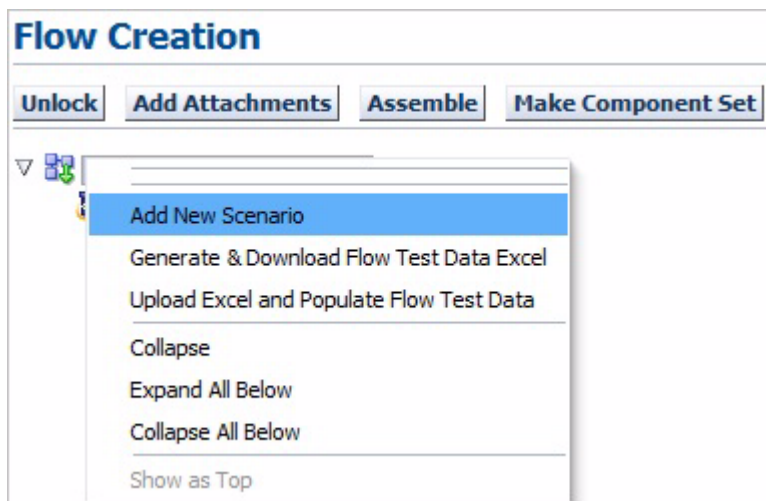 Flow Creation
Unlock Add Attachments Assemble Make Component Set
Add New Scenario
Generate & Download Flow Test Data Excel
Upload Excel and Populate Flow Test Data
Collapse
Expand All Below
Collapse All Below
Show as Top